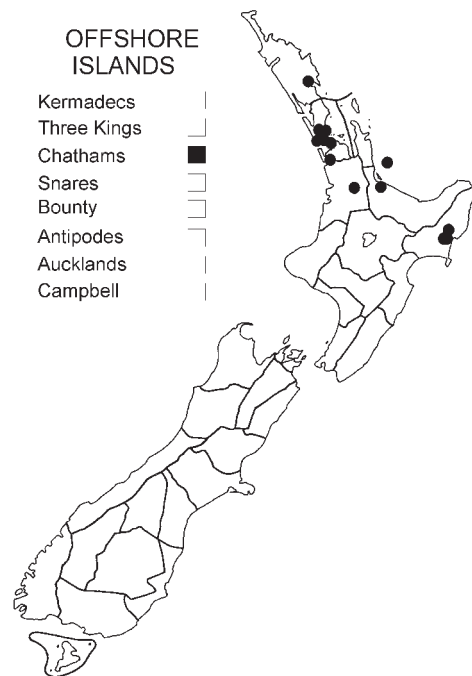 OFFSHORE
ISLANDS
Kermadecs
Three Kings
Chathams
Snares
Bounty
Antipodes
Aucklands
Campbell